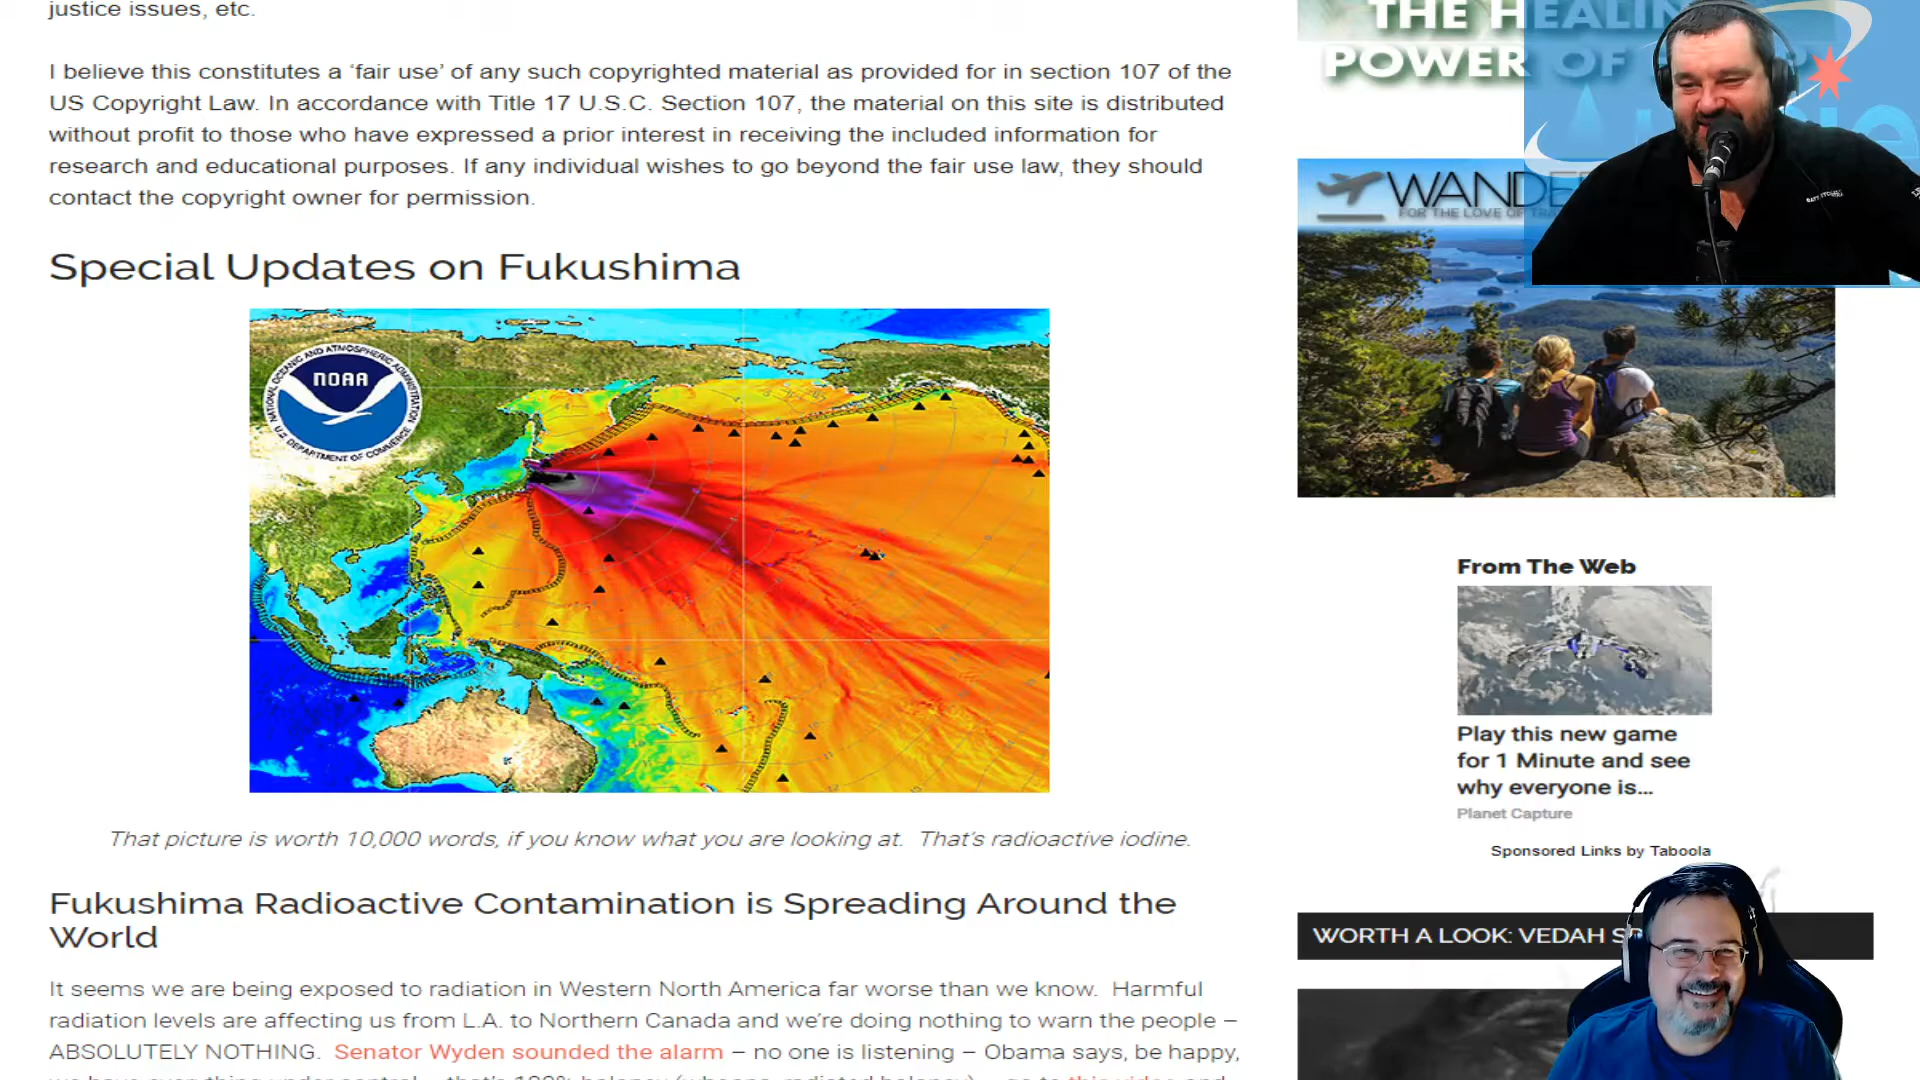 justice issues, etc.
I believe this constitutes a ‘fair use’ of any such copyrighted material as provided for in section 107 of the
US Copyright Law. In accordance with Title 17 U.S.C. Section 107, the material on this site is distributed
without profit to those who have expressed a prior interest in receiving the included information for
research and educational purposes. If any individual wishes to go beyond the fair use law, they should
contact the copyright owner for permission.
Special Updates on Fukushima
NATIONAL OCEANIC AND ATMOSPHERIC ADMINISTRATION
NOAA
U.S. DEPARTMENT OF COMMERCE
That picture is worth 10,000 words, if you know what you are looking at. That’s radioactive iodine.
Fukushima Radioactive Contamination is Spreading Around the
World
It seems we are being exposed to radiation in Western North America far worse than we know. Harmful
radiation levels are affecting us from L.A. to Northern Canada and we’re doing nothing to warn the people –
ABSOLUTELY NOTHING. Senator Wyden sounded the alarm – no one is listening – Obama says, be happy,
THE HEALIN
POWER OF
WANDE
FOR THE LOVE OF TRA
From The Web
Play this new game
for 1 Minute and see
why everyone is...
Planet Capture
Sponsored Links by Taboola
WORTH A LOOK: VEDAH